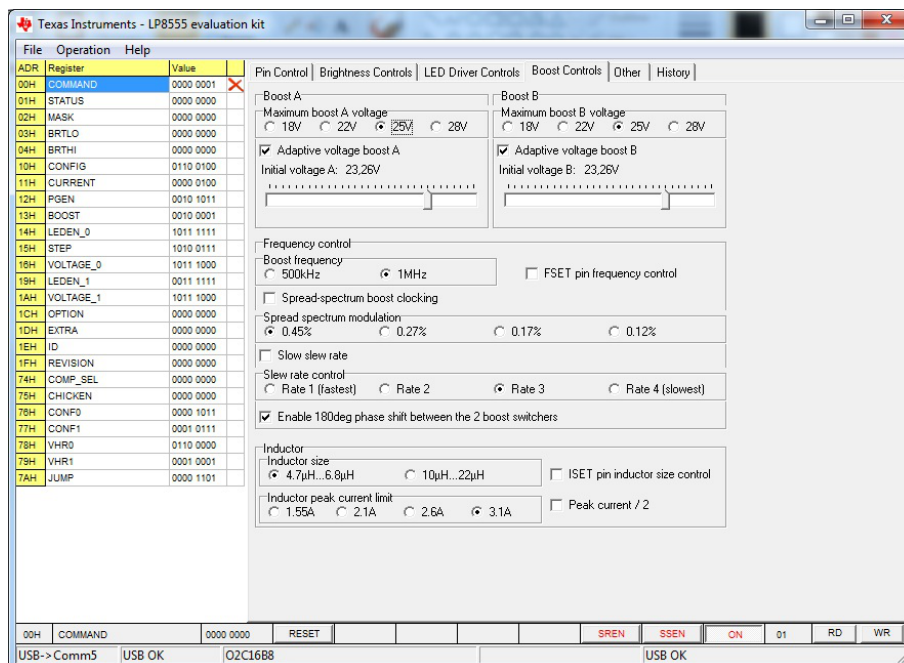 Texas Instruments - LP8555 evaluation kit
File Operation Help
ADR Register Value
00H COMMAND 0000 0001
01H STATUS 0000 0000
02H MASK 0000 0000
03H BRTLO 0000 0000
04H BRTHI 0000 0000
10H CONFIG 0110 0100
11H CURRENT 0000 0100
12H PGEN 0010 1011
13H BOOST 0010 0001
14H LEDEN_0 1011 1111
15H STEP 1010 0111
16H VOLTAGE_0 1011 1000
19H LEDEN_1 0011 1111
1AH VOLTAGE_1 1011 1000
1CH OPTION 0000 0000
1DH EXTRA 0000 0000
1EH ID 0000 0000
1FH REVISION 0000 0000
74H COMP_SEL 0000 0000
75H CHICKEN 0000 0000
76H CONF0 0000 1011
77H CONF1 0001 0111
78H VHR0 0110 0000
79H VHR1 0001 0001
7AH JUMP 0000 1101
Pin Control Brightness Controls LED Driver Controls Boost Controls Other History
Boost A
Maximum boost A voltage
18V 22V 25V 28V
Adaptive voltage boost A
Initial voltage A: 23,26V
Boost B
Maximum boost B voltage
18V 22V 25V 28V
Adaptive voltage boost B
Initial voltage B: 23,26V
Frequency control
Boost frequency
500kHz 1MHz
FSET pin frequency control
Spread-spectrum boost clocking
Spread spectrum modulation
0.45% 0.27% 0.17% 0.12%
Slow slew rate
Slew rate control
Rate 1 (fastest) Rate 2 Rate 3 Rate 4 (slowest)
Enable 180deg phase shift between the 2 boost switchers
Inductor
Inductor size
4.7µH...6.8µH 10µH...22µH
ISET pin inductor size control
Inductor peak current limit
1.55A 2.1A 2.6A 3.1A
Peak current / 2
00H COMMAND 0000 0000 RESET SREN SSEN ON 01 RD WR
USB->Comm5 USB OK O2C16B8 USB OK